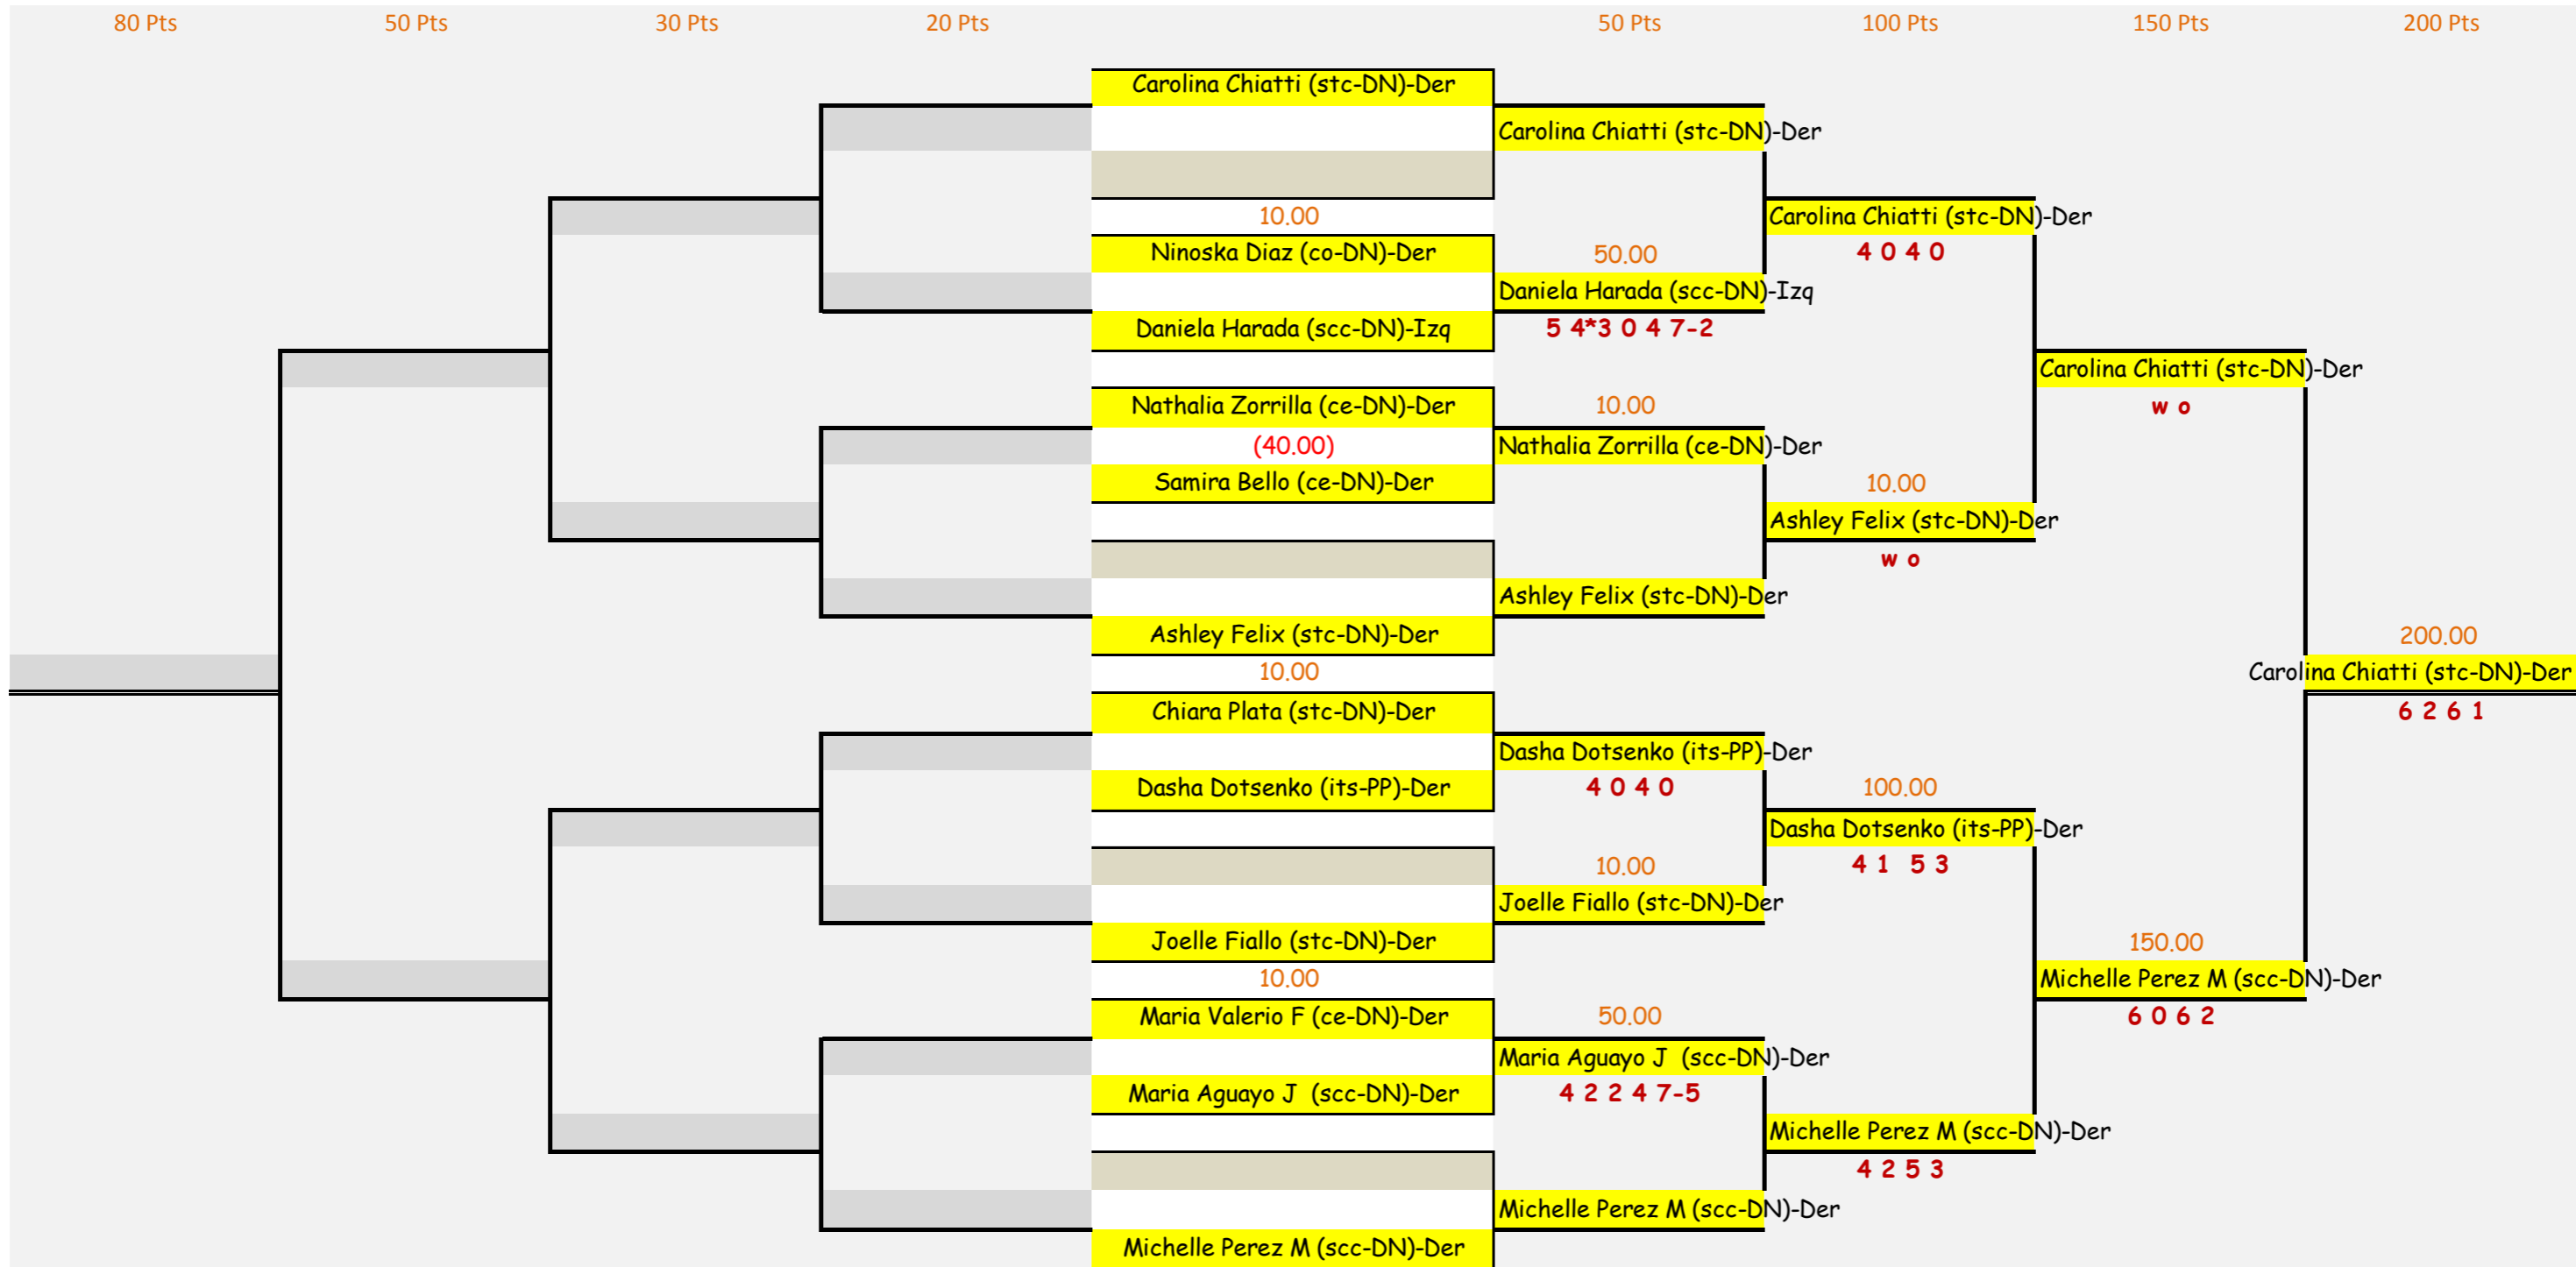 80 Pts 50 Pts 30 Pts 20 Pts 50 Pts 100 Pts 150 Pts 200 Pts
Carolina Chiatti (stc-DN)-Der
Carolina Chiatti (stc-DN)-Der
10.00 Carolina Chiatti (stc-DN)-Der
Ninoska Diaz (co-DN)-Der 50.00 4 0 4 0
Daniela Harada (scc-DN)-Izq
Daniela Harada (scc-DN)-Izq 5 4*3 0 4 7-2
Carolina Chiatti (stc-DN)-Der
Nathalia Zorrilla (ce-DN)-Der 10.00 w o
(40.00) Nathalia Zorrilla (ce-DN)-Der
Samira Bello (ce-DN)-Der 10.00
Ashley Felix (stc-DN)-Der
w o
Ashley Felix (stc-DN)-Der
Ashley Felix (stc-DN)-Der 200.00
10.00 Carolina Chiatti (stc-DN)-Der
Chiara Plata (stc-DN)-Der 6 2 6 1
Dasha Dotsenko (its-PP)-Der
Dasha Dotsenko (its-PP)-Der 4 0 4 0 100.00
Dasha Dotsenko (its-PP)-Der
10.00 4 1 5 3
Joelle Fiallo (stc-DN)-Der
Joelle Fiallo (stc-DN)-Der 150.00
10.00 Michelle Perez M (scc-DN)-Der
Maria Valerio F (ce-DN)-Der 50.00 6 0 6 2
Maria Aguayo J (scc-DN)-Der
Maria Aguayo J (scc-DN)-Der 4 2 2 4 7-5
Michelle Perez M (scc-DN)-Der
4 2 5 3
Michelle Perez M (scc-DN)-Der
Michelle Perez M (scc-DN)-Der